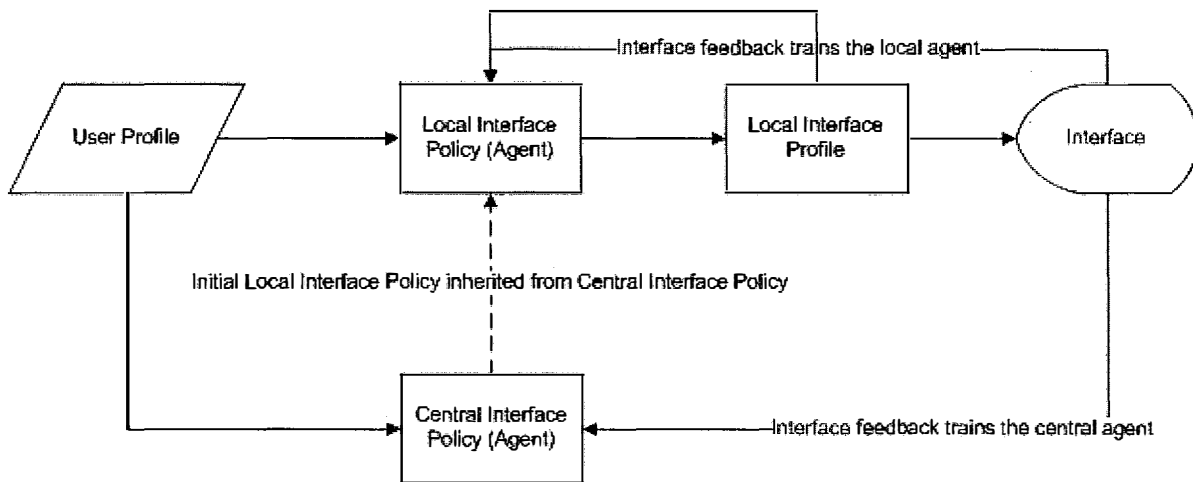 Interface feedback trains the local agent
User Profile
Local Interface
Policy (Agent)
Local Interface
Profile
Interface
Initial Local Interface Policy inherited from Central Interface Policy
Central Interface
Policy (Agent)
Interface feedback trains the central agent